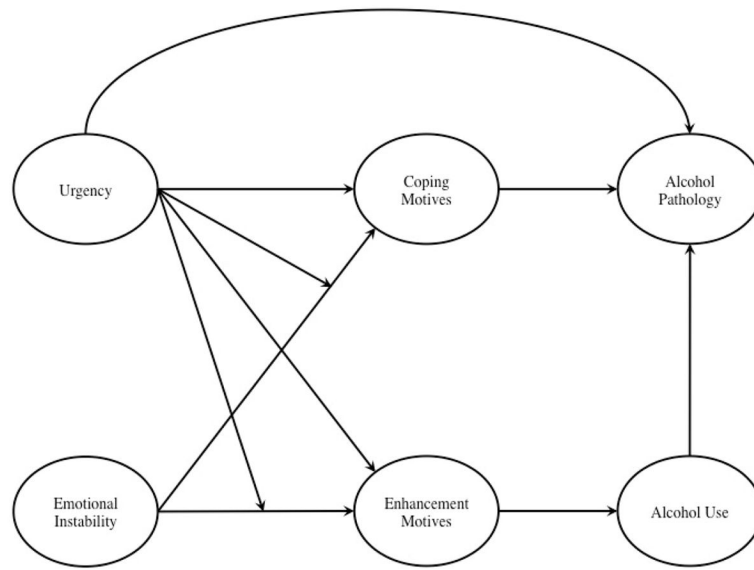 Urgency
Coping
Motives
Alcohol
Pathology
Emotional
Instability
Enhancement
Motives
Alcohol Use